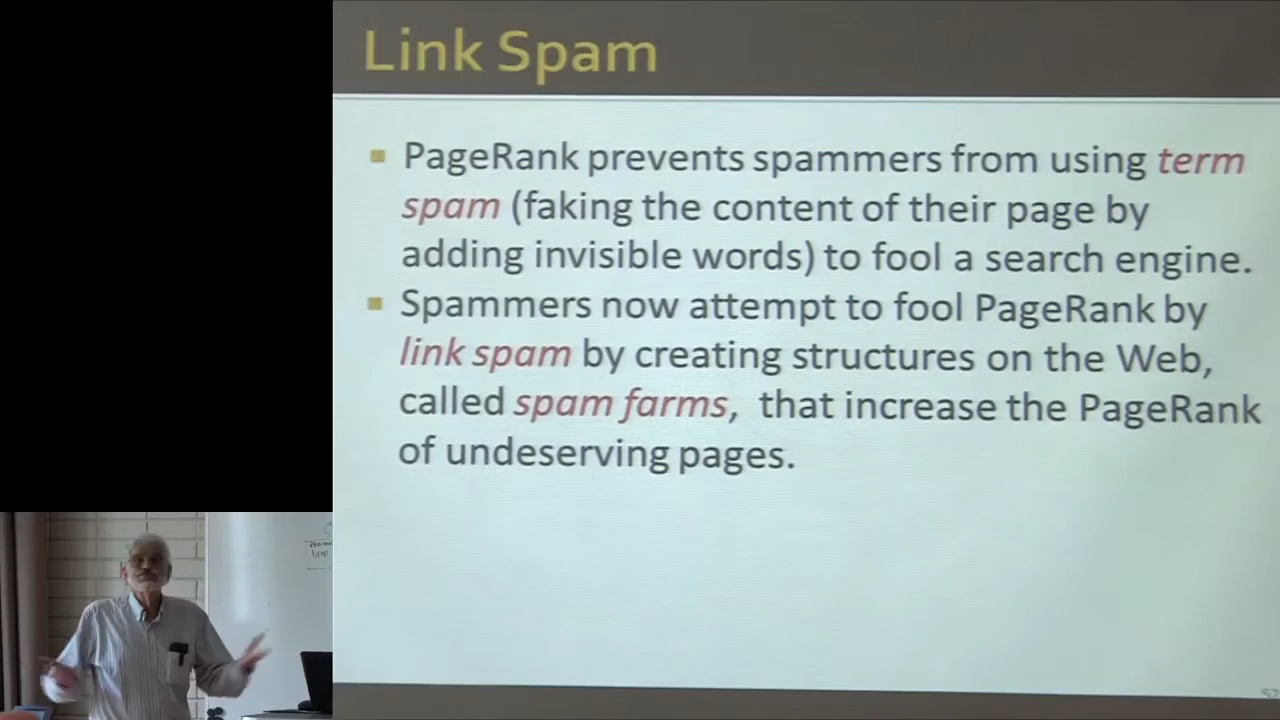 Link Spam
PageRank prevents spammers from using term
spam (faking the content of their page by
adding invisible words) to fool a search engine.
Spammers now attempt to fool PageRank by
link spam by creating structures on the Web,
called spam farms, that increase the PageRank
of undeserving pages.